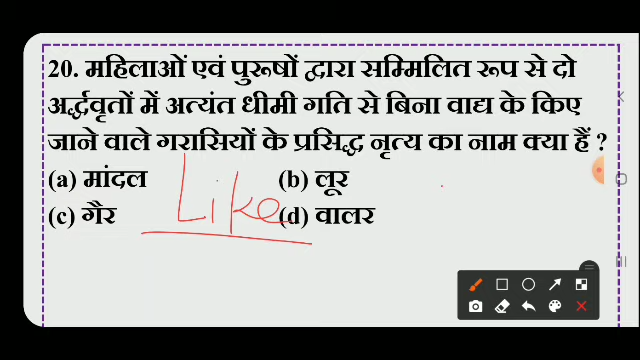 20. महिलाओं एवं पुरूषों द्वारा सम्मिलित रूप से दो
अर्द्धवृतों में अत्यंत धीमी गति से बिना वाद्य के किए
जाने वाले गरासियों के प्रसिद्ध नृत्य का नाम क्या हैं ?
(a) मांदल (b) लूर
(c) गैर Like (d) वालर